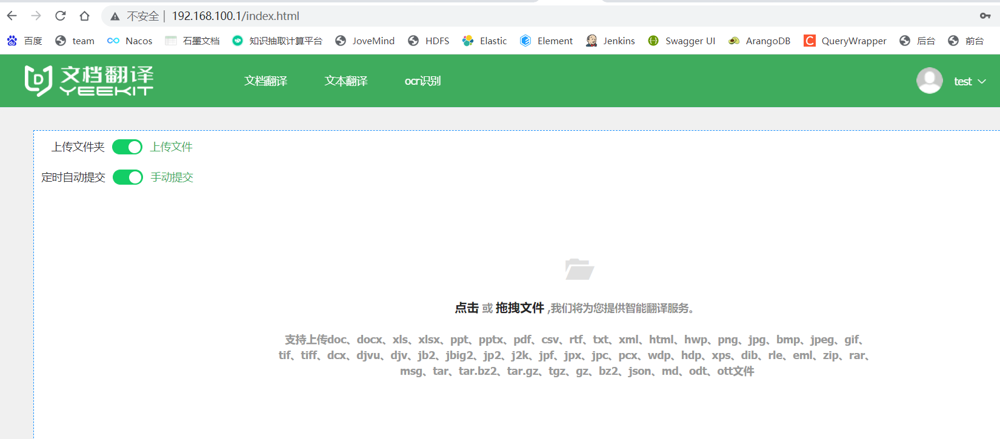 不安全 | 192.168.100.1/index.html
百度 team Nacos 石墨文档 知识抽取计算平台 JoveMind HDFS Elastic Element Jenkins Swagger UI ArangoDB QueryWrapper 后台 前台
文档翻译
YEEKIT
文档翻译 文本翻译 ocr识别 test
上传文件夹 上传文件
定时自动提交 手动提交
点击 或 拖拽文件 ,我们将为您提供智能翻译服务。
支持上传doc、docx、xls、xlsx、ppt、pptx、pdf、csv、rtf、txt、xml、html、hwp、png、jpg、bmp、jpeg、gif、
tif、tiff、dcx、djvu、djv、jb2、jbig2、jp2、j2k、jpf、jpx、jpc、pcx、wdp、hdp、xps、dib、rle、eml、zip、rar、
msg、tar、tar.bz2、tar.gz、tgz、gz、bz2、json、md、odt、ott文件